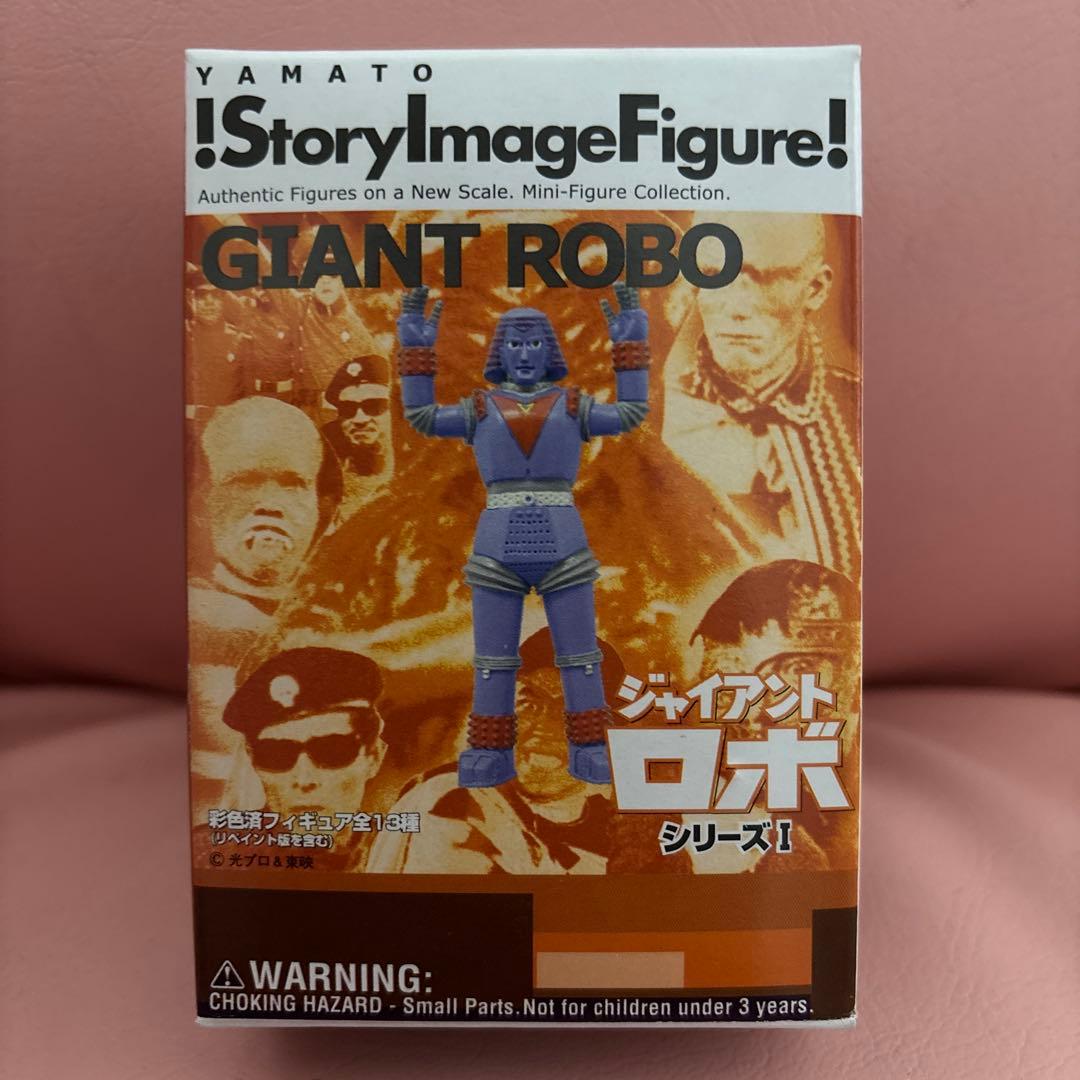 YAMATO
!StoryImageFigure!
Authentic Figures on a New Scale. Mini-Figure Collection.
GIANT ROBO
ジャイアント
ロボ
シリーズI
彩色済フィギュア全13種
(リペイント版を含む)
© 光プロ&東映
⚠WARNING:
CHOKING HAZARD - Small Parts. Not for children under 3 years.